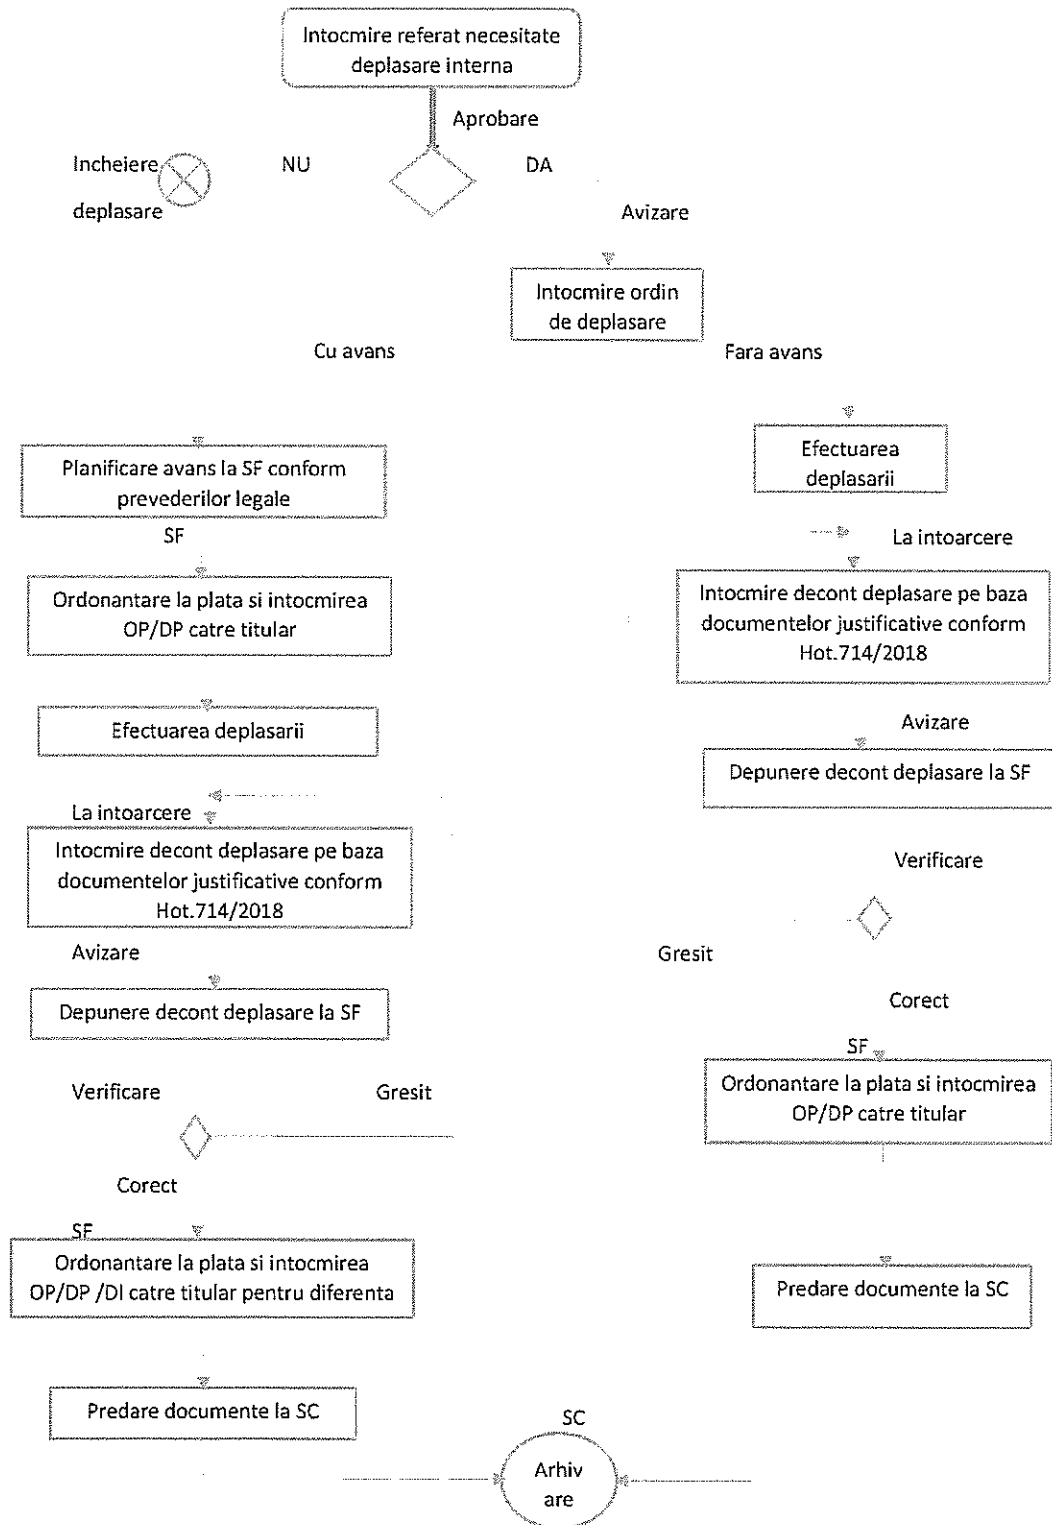 Intocmire referat necesitate
deplasare interna
Aprobare
Incheiere
deplasare
NU
DA
Avizare
Intocmire ordin
de deplasare
Cu avans
Fara avans
Planificare avans la SF conform
prevederilor legale
SF
Ordonantare la plata si intocmirea
OP/DP catre titular
Efectuarea deplasarii
La intoarcere
Intocmire decont deplasare pe baza
documentelor justificative conform
Hot.714/2018
Avizare
Depunere decont deplasare la SF
Verificare
Gresit
Corect
SF
Ordonantare la plata si intocmirea
OP/DP /DI catre titular pentru diferenta
Predare documente la SC
Efectuarea
deplasarii
La intoarcere
Intocmire decont deplasare pe baza
documentelor justificative conform
Hot.714/2018
Avizare
Depunere decont deplasare la SF
Verificare
Gresit
Corect
SF
Ordonantare la plata si intocmirea
OP/DP catre titular
Predare documente la SC
SC
Arhiv
are